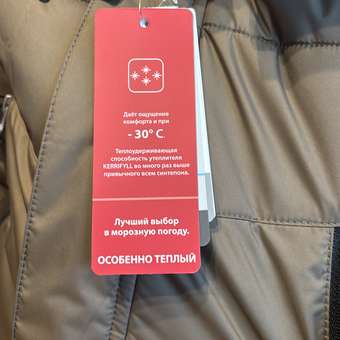 Даёт ощущение
комфорта и при
- 30° C
Теплоудерживающая
способность утеплителя
KERRIFYLL во много раз выше
привычного всем синтепона.
Лучший выбор
в морозную погоду.
ОСОБЕННО ТЕПЛЫЙ